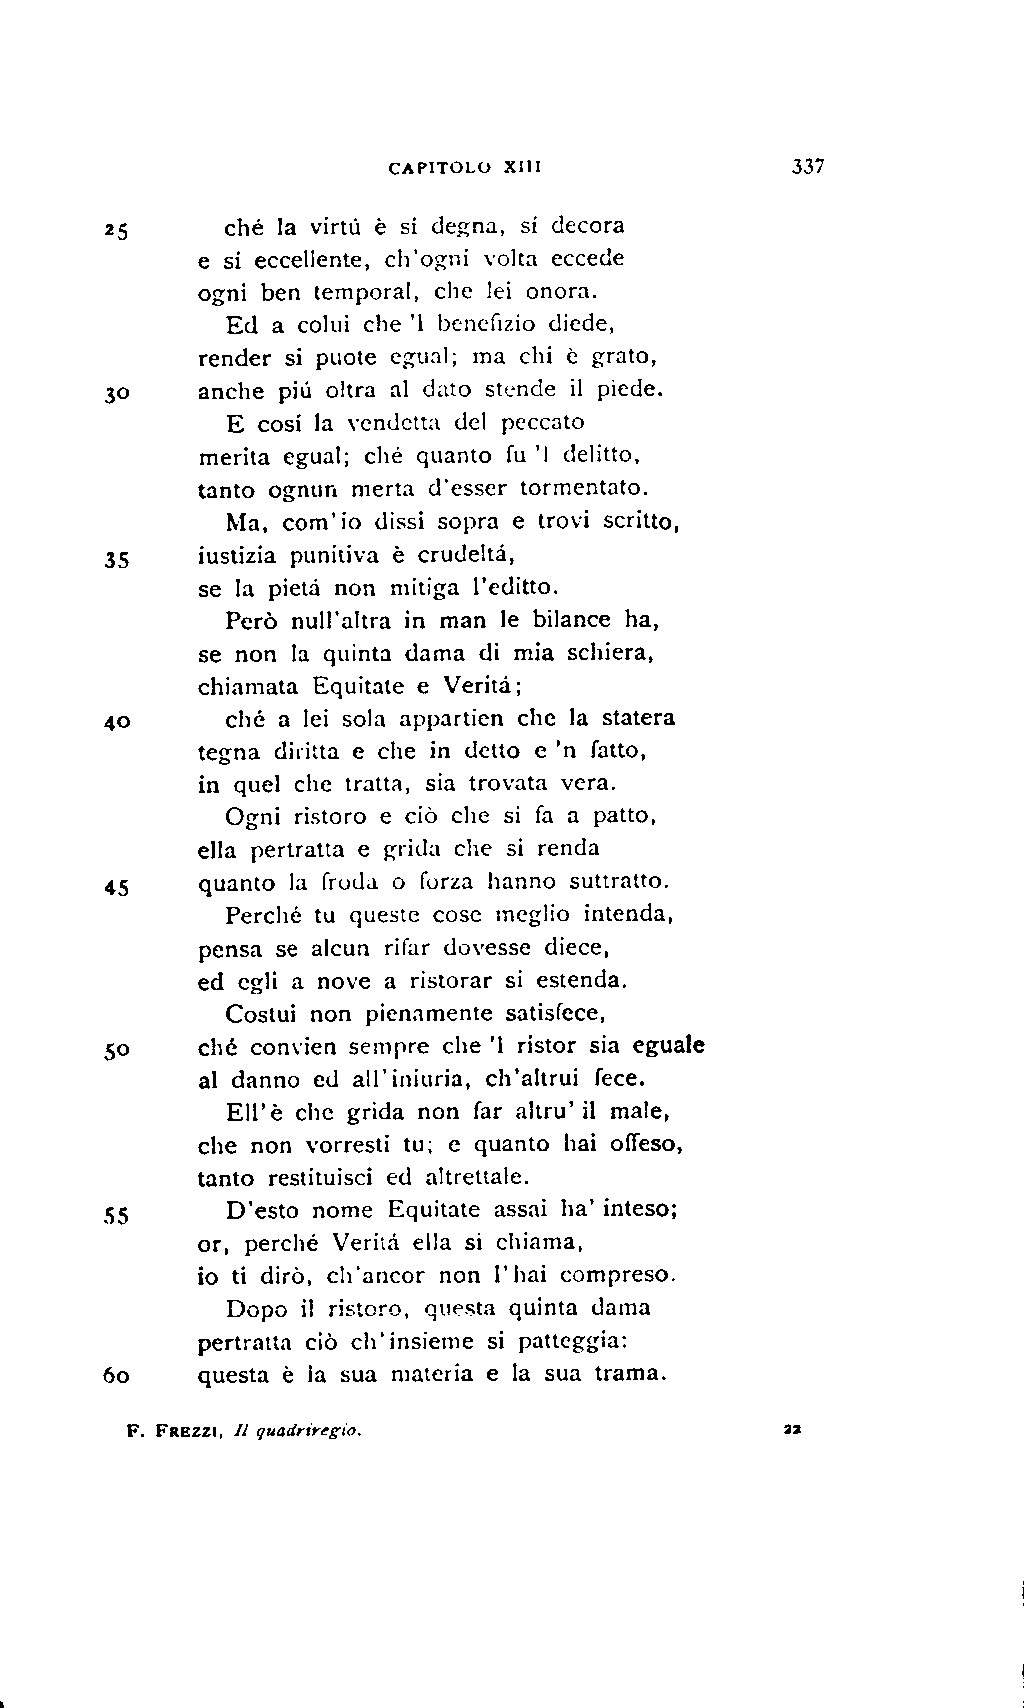 CAPITOLO XIII 337
25 ché la virtú è sí degna, sí decora
e sí eccellente, ch'ogni volta eccede
ogni ben temporal, che lei onora.
Ed a colui che 'l benefizio diede,
render si puote egual; ma chi è grato,
30 anche piú oltra al dato stende il piede.
E cosí la vendetta del peccato
merita egual; ché quanto fu 'l delitto,
tanto ognun merta d'esser tormentato.
Ma, com'io dissi sopra e trovi scritto,
35 iustizia punitiva è crudeltá,
se la pietá non mitiga l'editto.
Però null'altra in man le bilance ha,
se non la quinta dama di mia schiera,
chiamata Equitate e Veritá;
40 ché a lei sola appartien che la statera
tegna diritta e che in detto e 'n fatto,
in quel che tratta, sia trovata vera.
Ogni ristoro e ciò che si fa a patto,
ella pertratta e grida che si renda
45 quanto la froda o forza hanno suttratto.
Perché tu queste cose meglio intenda,
pensa se alcun rifar dovesse diece,
ed egli a nove a ristorar si estenda.
Costui non pienamente satisfece,
50 ché convien sempre che 'l ristor sia eguale
al danno ed all'iniuria, ch'altrui fece.
Ell'è che grida non far altru' il male,
che non vorresti tu; e quanto hai offeso,
tanto restituisci ed altrettale.
55 D'esto nome Equitate assai ha' inteso;
or, perché Veritá ella si chiama,
io ti dirò, ch'ancor non l'hai compreso.
Dopo il ristoro, questa quinta dama
pertratta ciò ch'insieme si patteggia:
60 questa è la sua materia e la sua trama.
F. FREZZI, Il quadriregio. 22